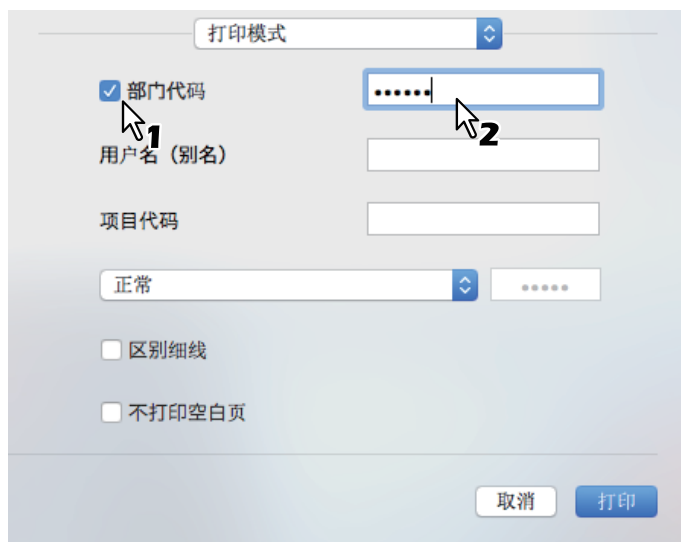 打印模式
部门代码 ••••••
1
2
用户名（别名）
项目代码
正常 •••••
区别细线
不打印空白页
取消 打印